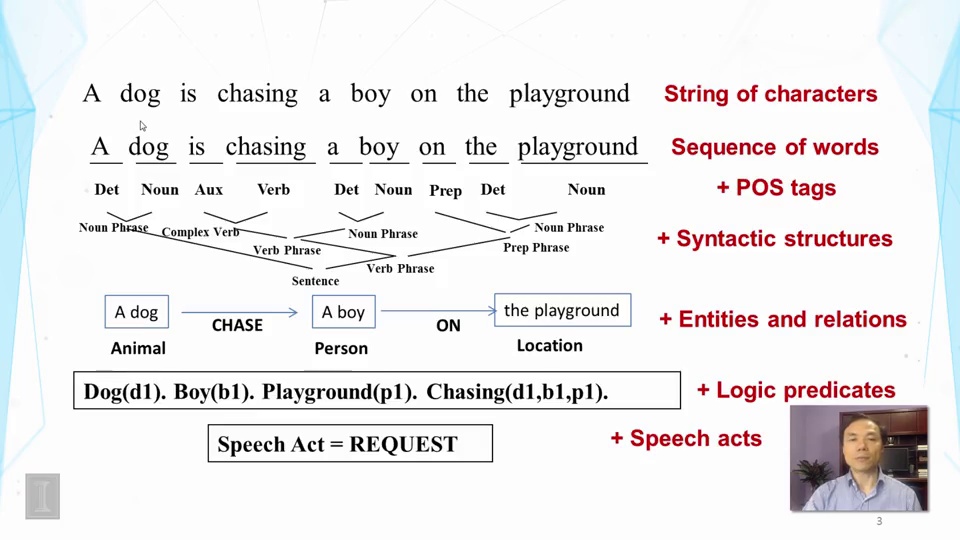 A dog is chasing a boy on the playground String of characters
A dog is chasing a boy on the playground Sequence of words
Det Noun Aux Verb Det Noun Prep Det Noun + POS tags
Noun Phrase Complex Verb Noun Phrase Noun Phrase
+ Syntactic structures
Verb Phrase Prep Phrase
Verb Phrase
Sentence
A dog A boy the playground
CHASE ON + Entities and relations
Animal Person Location
Dog(d1). Boy(b1). Playground(p1). Chasing(d1,b1,p1). + Logic predicates
Speech Act = REQUEST + Speech acts
I
3